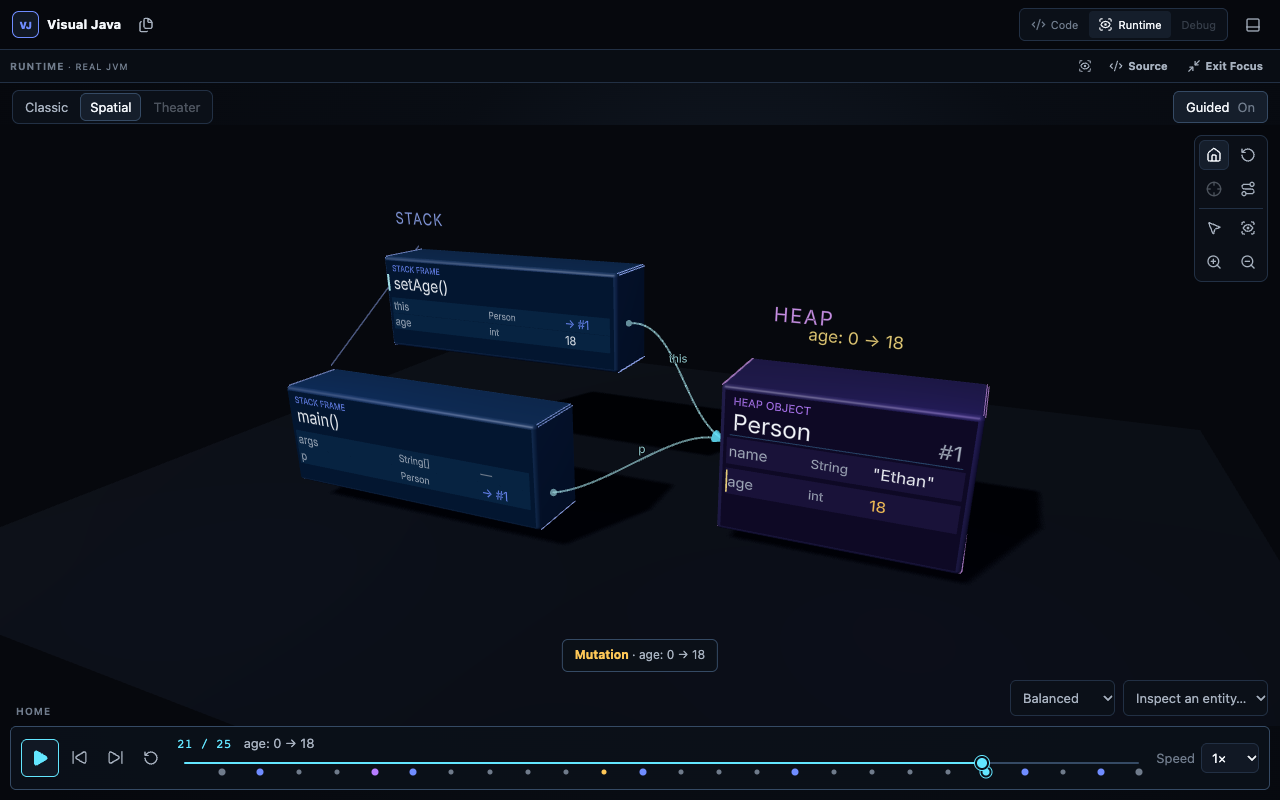 VJ Visual Java
Code Runtime Debug
RUNTIME · REAL JVM
Source Exit Focus
Classic Spatial Theater
Guided On
STACK
STACK FRAME
setAge()
this Person → #1
age int 18
this
HEAP
age: 0 → 18
STACK FRAME
main()
args String[] —
p Person → #1
p
HEAP OBJECT
Person
#1
name String "Ethan"
age int 18
Mutation · age: 0 → 18
Balanced Inspect an entity...
HOME
21 / 25 age: 0 → 18
Speed 1×